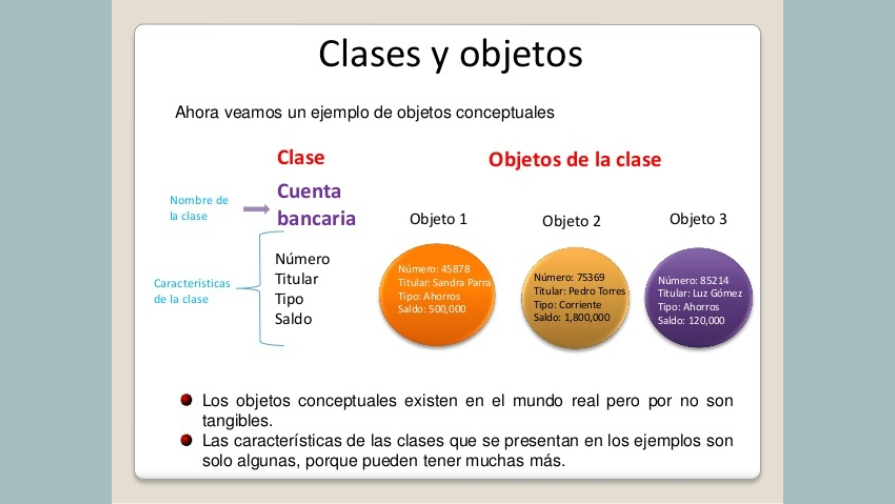 Clases y objetos
Ahora veamos un ejemplo de objetos conceptuales
Clase
Objetos de la clase
Nombre de
la clase
Cuenta
bancaria
Objeto 1
Objeto 2
Objeto 3
Características
de la clase
Número
Titular
Tipo
Saldo
Número: 45878
Titular: Sandra Parra
Tipo: Ahorros
Saldo: 500,000
Número: 75369
Titular: Pedro Torres
Tipo: Corriente
Saldo: 1,800,000
Número: 85214
Titular: Luz Gómez
Tipo: Ahorros
Saldo: 120,000
Los objetos conceptuales existen en el mundo real pero por no son
tangibles.
Las características de las clases que se presentan en los ejemplos son
solo algunas, porque pueden tener muchas más.